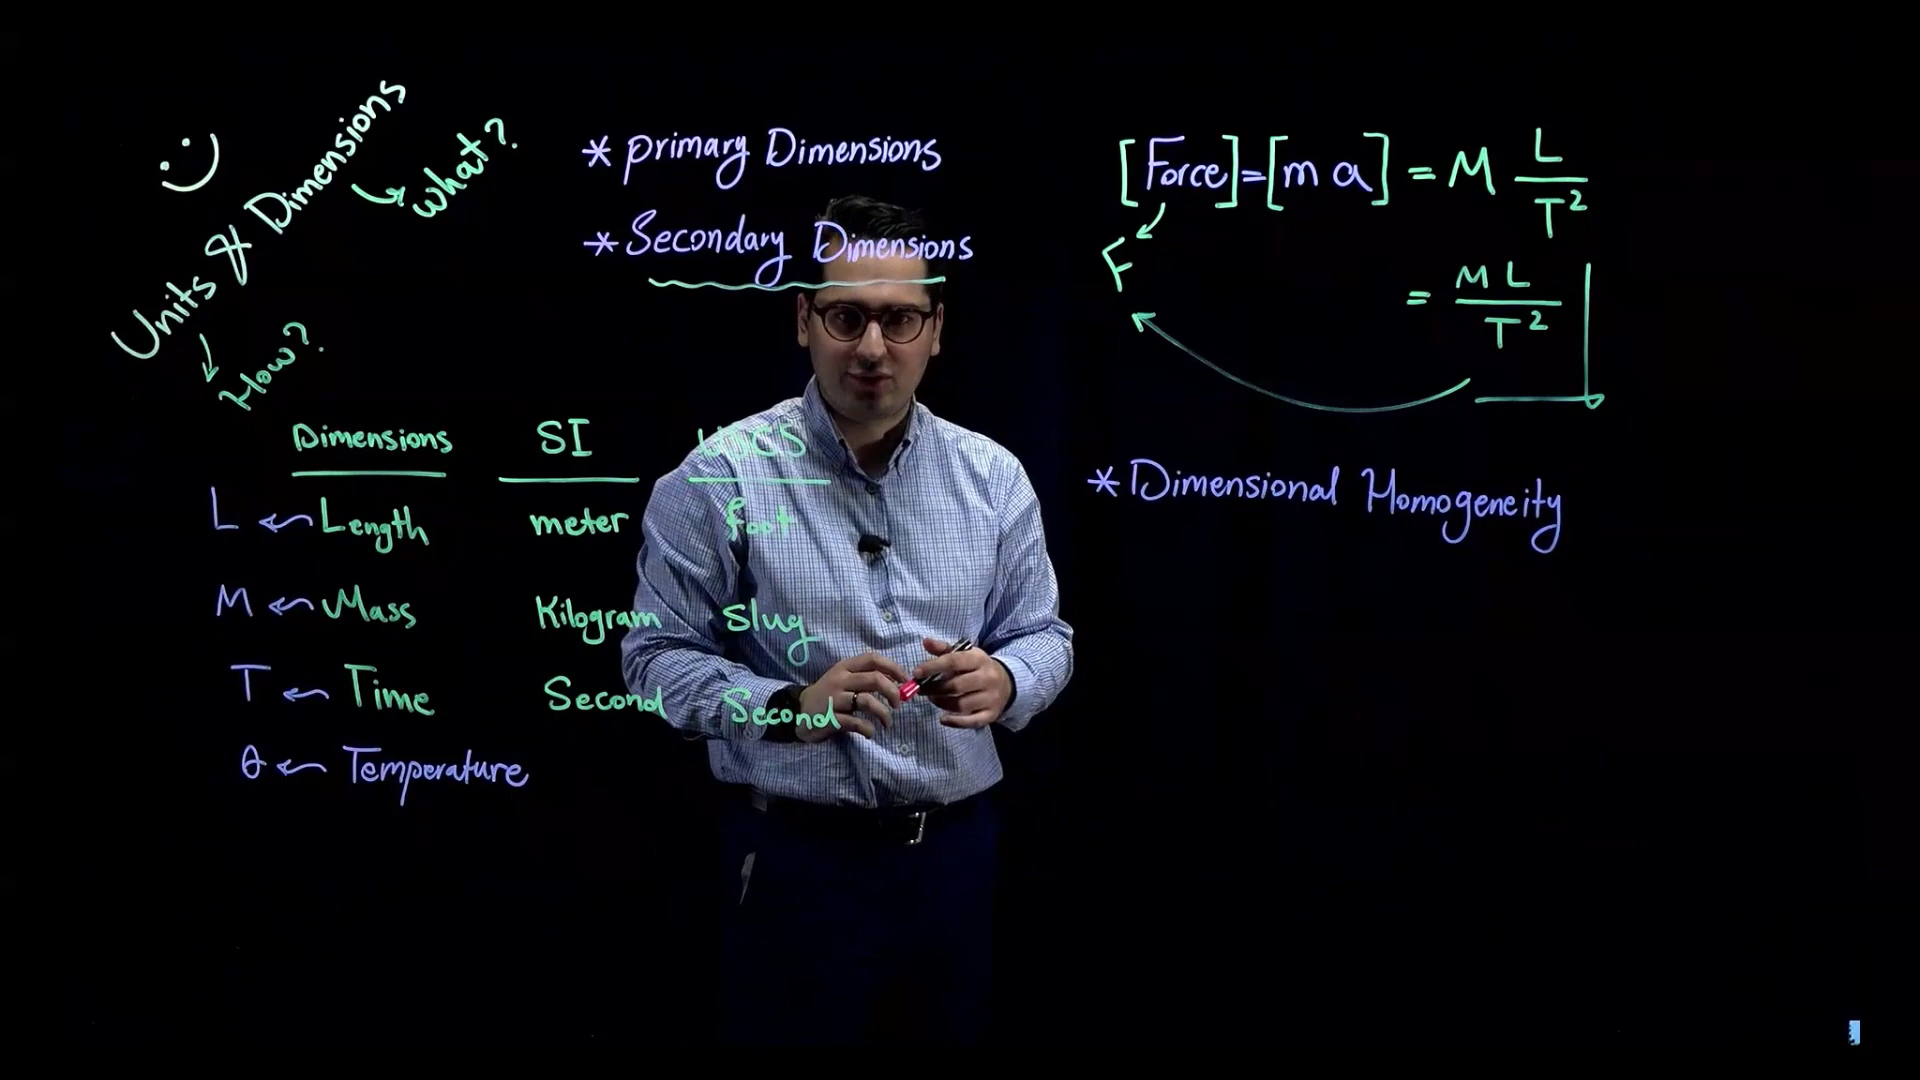 Units & Dimensions
What?
How?
* Primary Dimensions
* Secondary Dimensions
Dimensions SI USCS
L ← Length meter foot
M ← Mass Kilogram Slug
T ← Time Second Second
θ ← Temperature
[Force] = [m a] = M L / T²
F
= M L / T²
* Dimensional Homogeneity